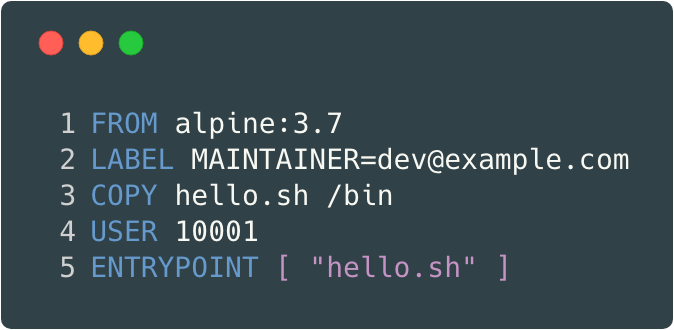 1 FROM alpine:3.7
2 LABEL MAINTAINER=dev@example.com
3 COPY hello.sh /bin
4 USER 10001
5 ENTRYPOINT [ "hello.sh" ]